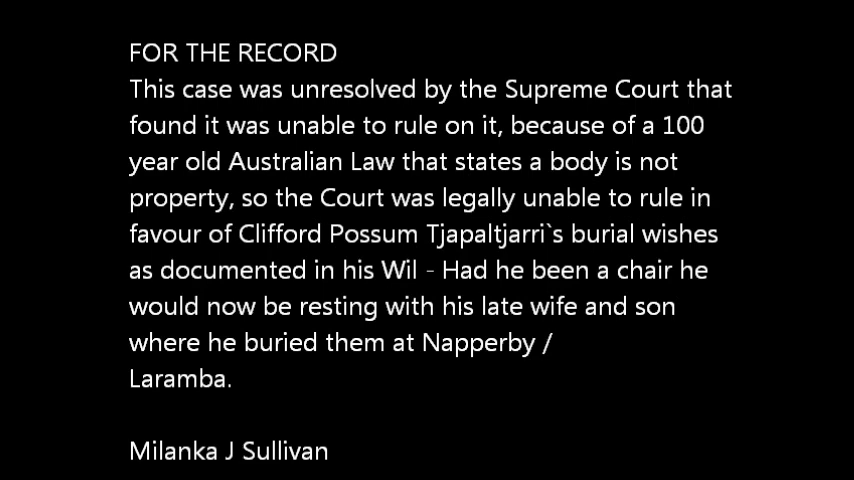 FOR THE RECORD
This case was unresolved by the Supreme Court that
found it was unable to rule on it, because of a 100
year old Australian Law that states a body is not
property, so the Court was legally unable to rule in
favour of Clifford Possum Tjapaltjarri`s burial wishes
as documented in his Wil - Had he been a chair he
would now be resting with his late wife and son
where he buried them at Napperby /
Laramba.
Milanka J Sullivan